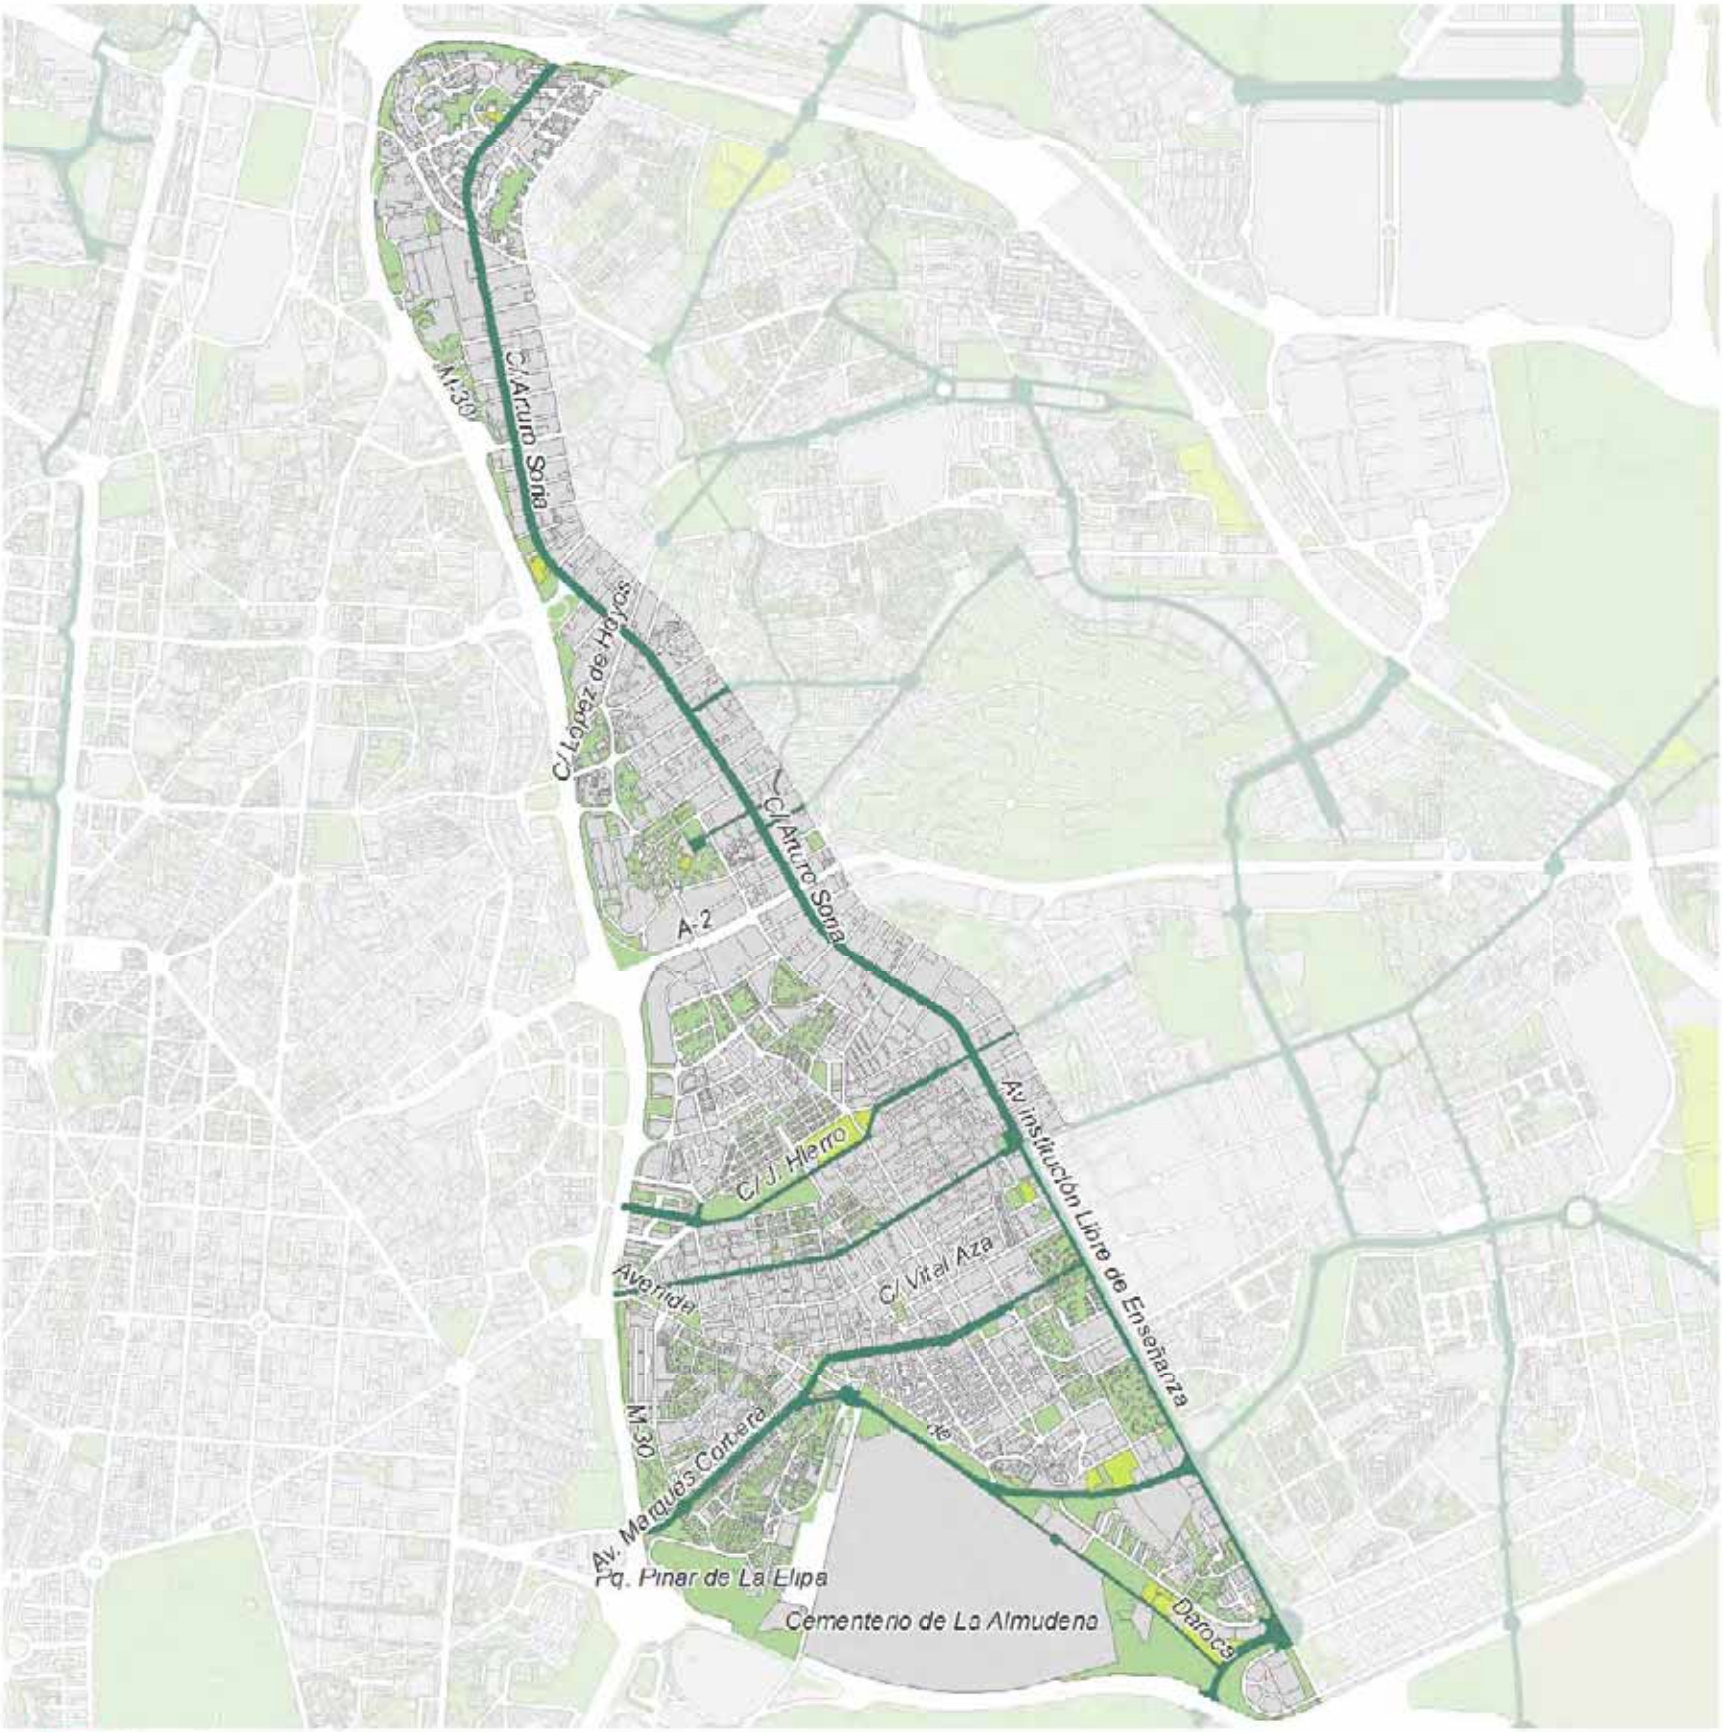 M-30
C/ Arturo Soria
C/ López de Hoyos
C/ Arturo Soria
A-2
Av institución Libre de Enseñanza
C/ J. Hierro
C/ Vital Aza
Avenida
M-30
de
Av. Marqués Corbera
Pq. Pinar de La Elipa
Cementerio de La Almudena
Daroca